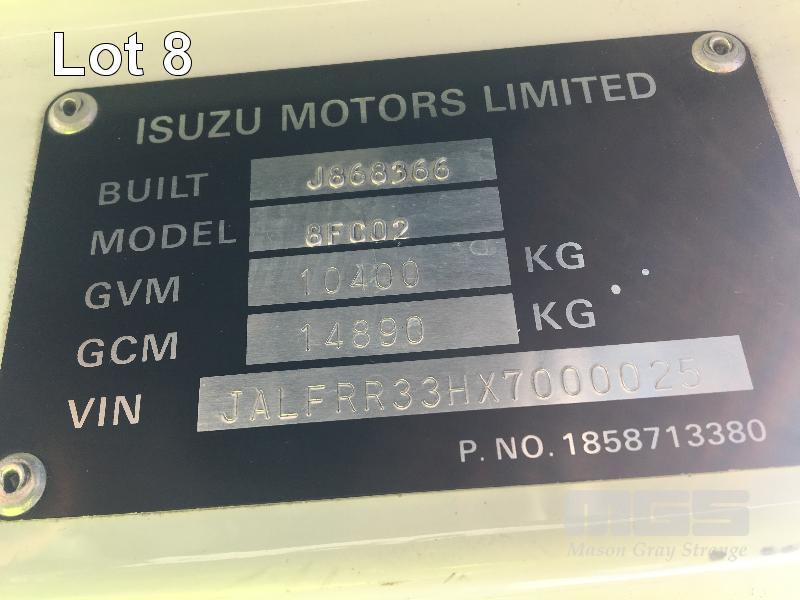 Lot 8
ISUZU MOTORS LIMITED
BUILT J868366
MODEL 8FC02
GVM 10400 KG
GCM 14890 KG
VIN JALFRR33HX7000025
P. NO. 1858713380
MGS
Mason Gray Strange